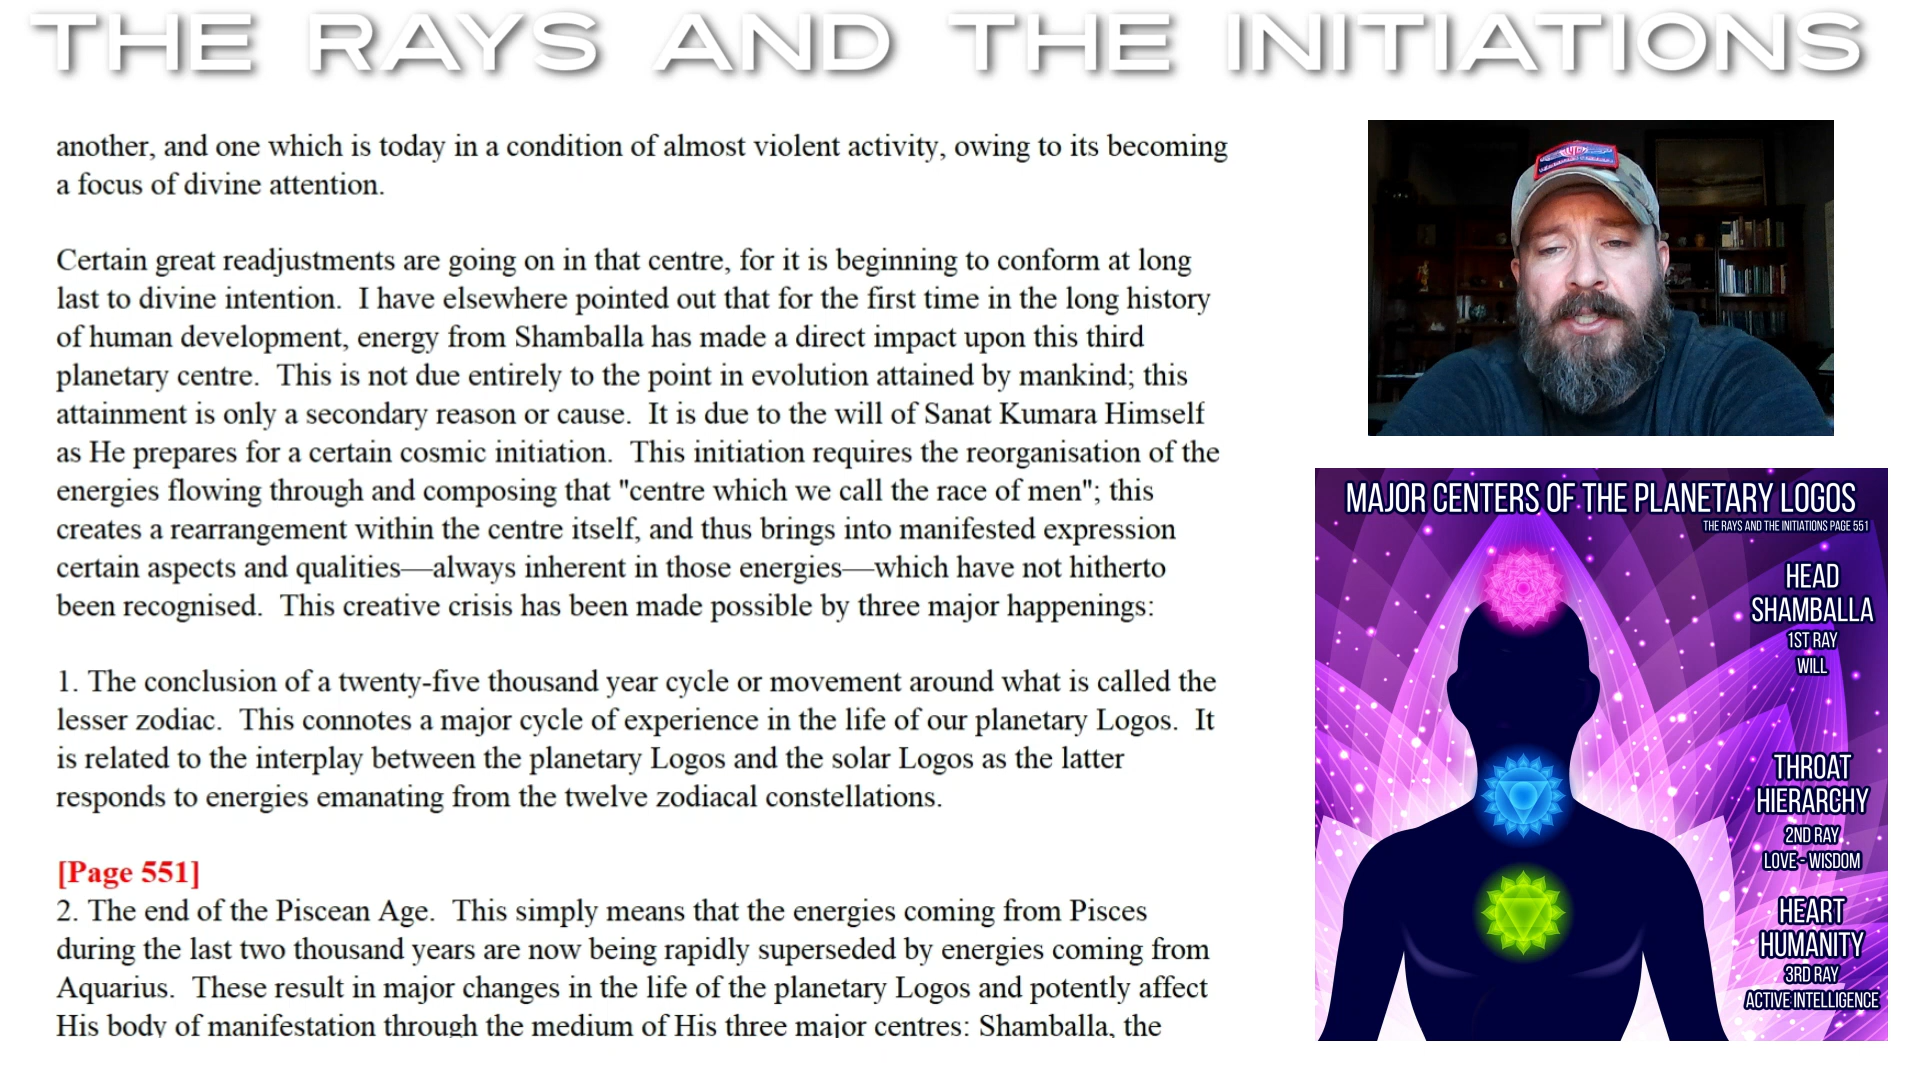 THE RAYS AND THE INITIATIONS
another, and one which is today in a condition of almost violent activity, owing to its becoming
a focus of divine attention.
Certain great readjustments are going on in that centre, for it is beginning to conform at long
last to divine intention.  I have elsewhere pointed out that for the first time in the long history
of human development, energy from Shamballa has made a direct impact upon this third
planetary centre.  This is not due entirely to the point in evolution attained by mankind; this
attainment is only a secondary reason or cause.  It is due to the will of Sanat Kumara Himself
as He prepares for a certain cosmic initiation.  This initiation requires the reorganisation of the
energies flowing through and composing that "centre which we call the race of men"; this
creates a rearrangement within the centre itself, and thus brings into manifested expression
certain aspects and qualities—always inherent in those energies—which have not hitherto
been recognised.  This creative crisis has been made possible by three major happenings:
1. The conclusion of a twenty-five thousand year cycle or movement around what is called the
lesser zodiac.  This connotes a major cycle of experience in the life of our planetary Logos.  It
is related to the interplay between the planetary Logos and the solar Logos as the latter
responds to energies emanating from the twelve zodiacal constellations.
[Page 551]
2. The end of the Piscean Age.  This simply means that the energies coming from Pisces
during the last two thousand years are now being rapidly superseded by energies coming from
Aquarius.  These result in major changes in the life of the planetary Logos and potently affect
His body of manifestation through the medium of His three major centres: Shamballa, the
MAJOR CENTERS OF THE PLANETARY LOGOS
THE RAYS AND THE INITIATIONS PAGE 551
HEAD
SHAMBALLA
1ST RAY
WILL
THROAT
HIERARCHY
2ND RAY
LOVE - WISDOM
HEART
HUMANITY
3RD RAY
ACTIVE INTELLIGENCE